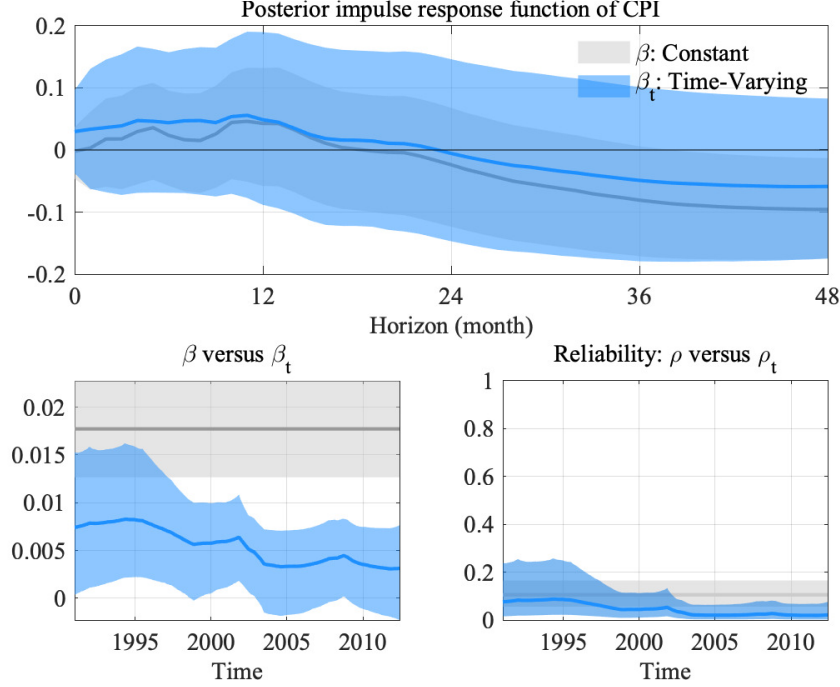 Posterior impulse response function of CPI
0.2
0.1
0
-0.1
-0.2
β: Constant
βt: Time-Varying
0 12 24 36 48
Horizon (month)
β versus βt
0.02
0.015
0.01
0.005
0
1995 2000 2005 2010
Time
Reliability: ρ versus ρt
1
0.8
0.6
0.4
0.2
0
1995 2000 2005 2010
Time